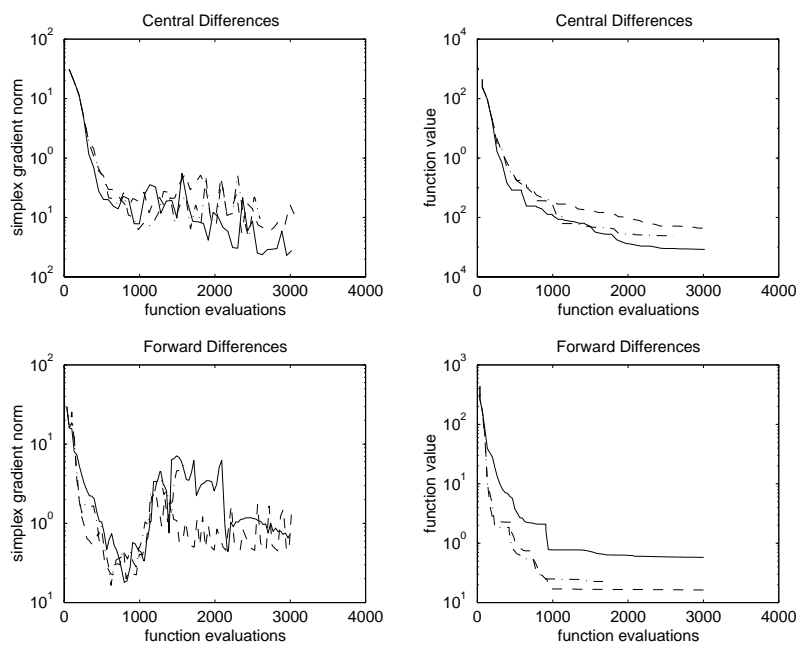 Central Differences
10^2
10^1
10^0
10^1
10^2
simplex gradient norm
0 1000 2000 3000 4000
function evaluations
Central Differences
10^4
10^2
10^0
10^2
10^4
function value
0 1000 2000 3000 4000
function evaluations
Forward Differences
10^2
10^1
10^0
10^1
simplex gradient norm
0 1000 2000 3000 4000
function evaluations
Forward Differences
10^3
10^2
10^1
10^0
10^1
function value
0 1000 2000 3000 4000
function evaluations